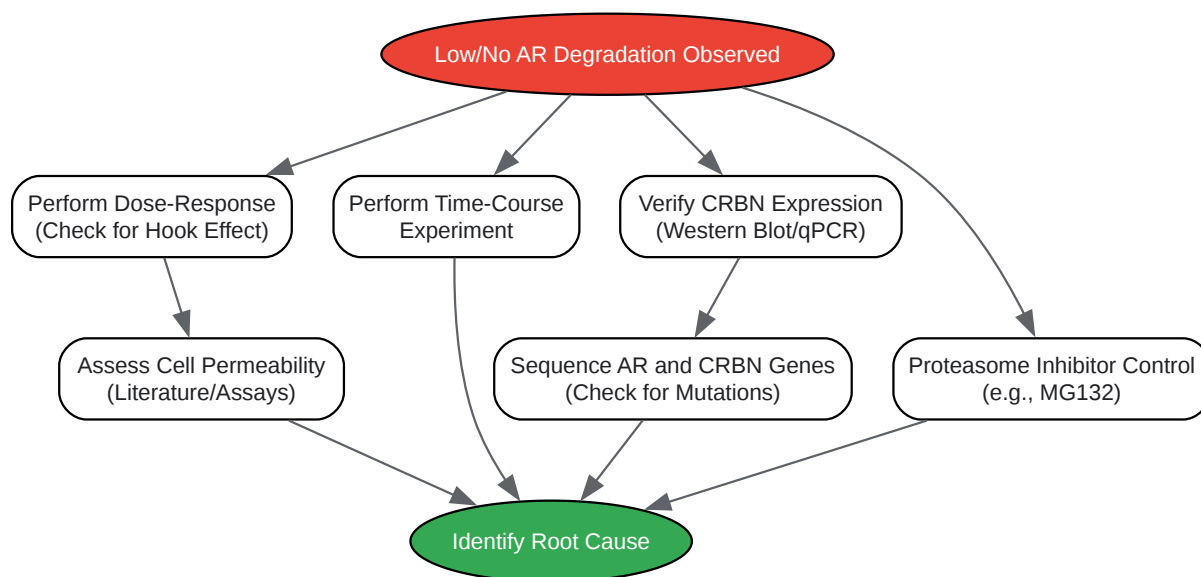 Low/No AR Degradation Observed
Perform Dose-Response
(Check for Hook Effect)
Perform Time-Course
Experiment
Verify CRBN Expression
(Western Blot/qPCR)
Assess Cell Permeability
(Literature/Assays)
Sequence AR and CRBN Genes
(Check for Mutations)
Proteasome Inhibitor Control
(e.g., MG132)
Identify Root Cause